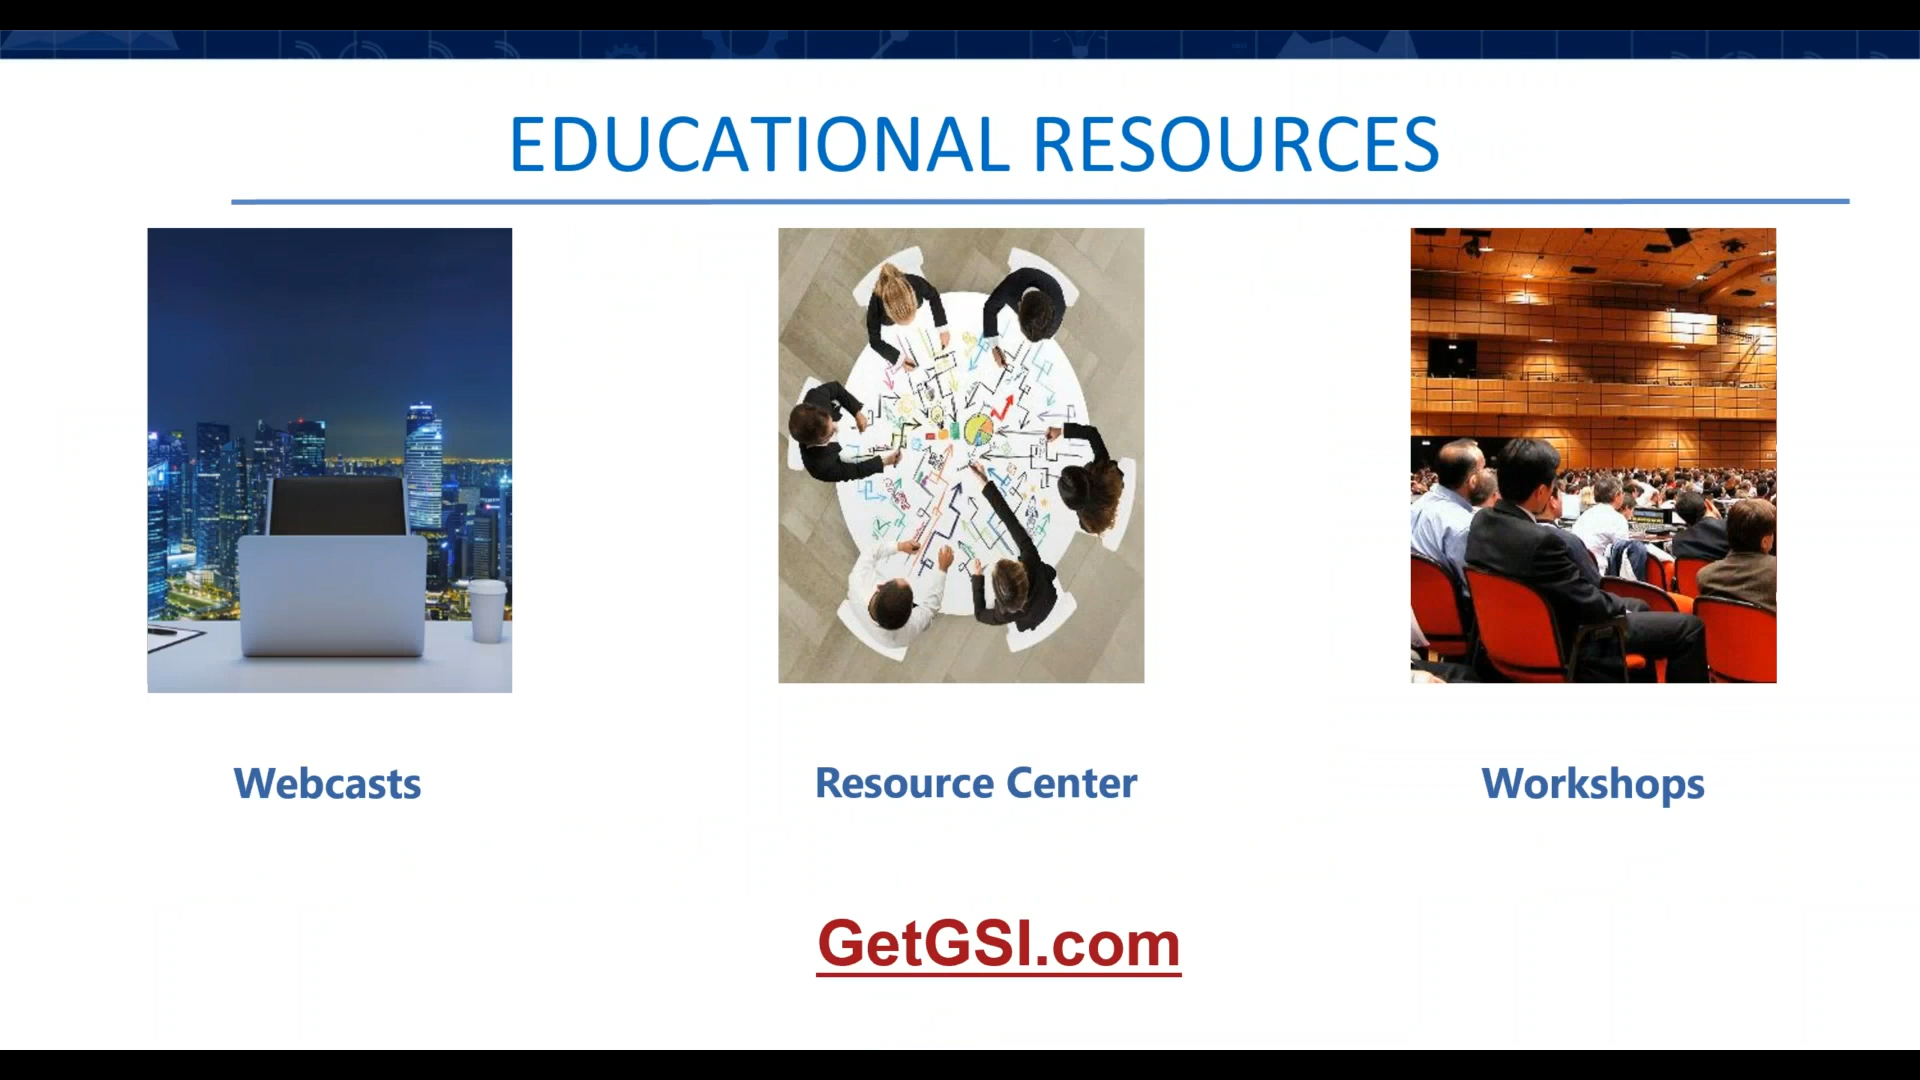 EDUCATIONAL RESOURCES
Webcasts
Resource Center
Workshops
GetGSI.com